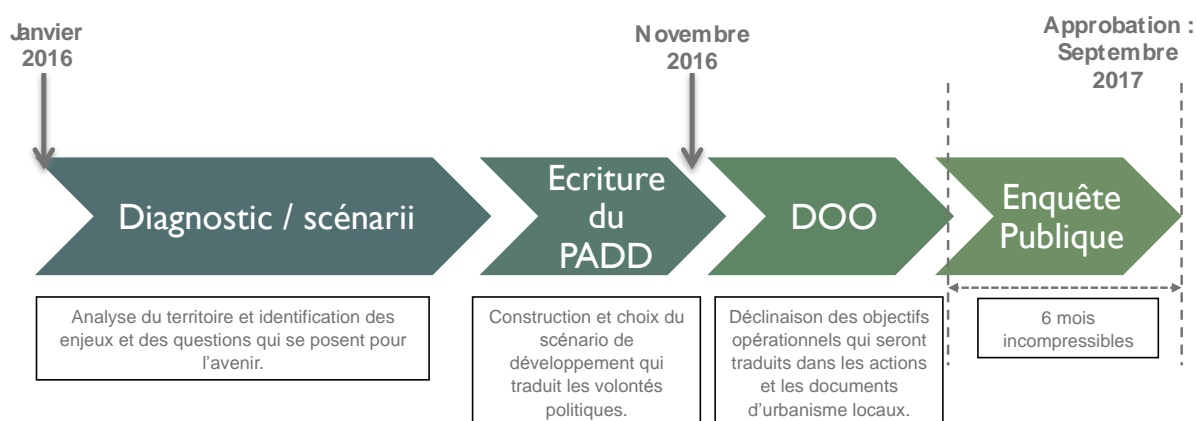 Janvier
2016
Novembre
2016
Approbation :
Septembre
2017
Diagnostic / scénarii
Ecriture
du
PADD
DOO
Enquête
Publique
Analyse du territoire et identification des
enjeux et des questions qui se posent pour
l'avenir.
Construction et choix du
scénario de
développement qui
traduit les volontés
politiques.
Déclinaison des objectifs
opérationnels qui seront
traduits dans les actions
et les documents
d'urbanisme locaux.
6 mois
incompressibles